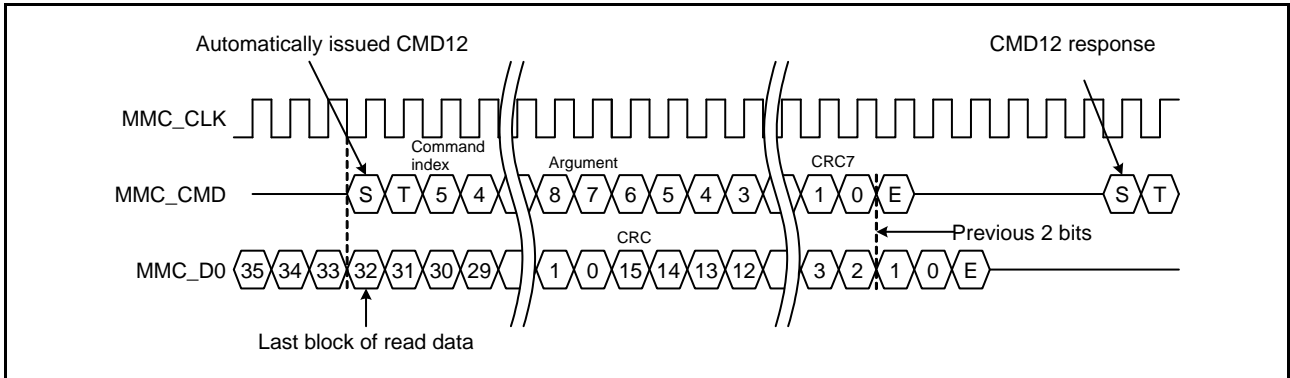 Automatically issued CMD12
CMD12 response
MMC_CLK
Command
index
Argument
CRC7
MMC_CMD
S T 5 4 8 7 6 5 4 3 1 0 E S T
Previous 2 bits
CRC
MMC_D0
35 34 33 32 31 30 29 1 0 15 14 13 12 3 2 1 0 E
Last block of read data